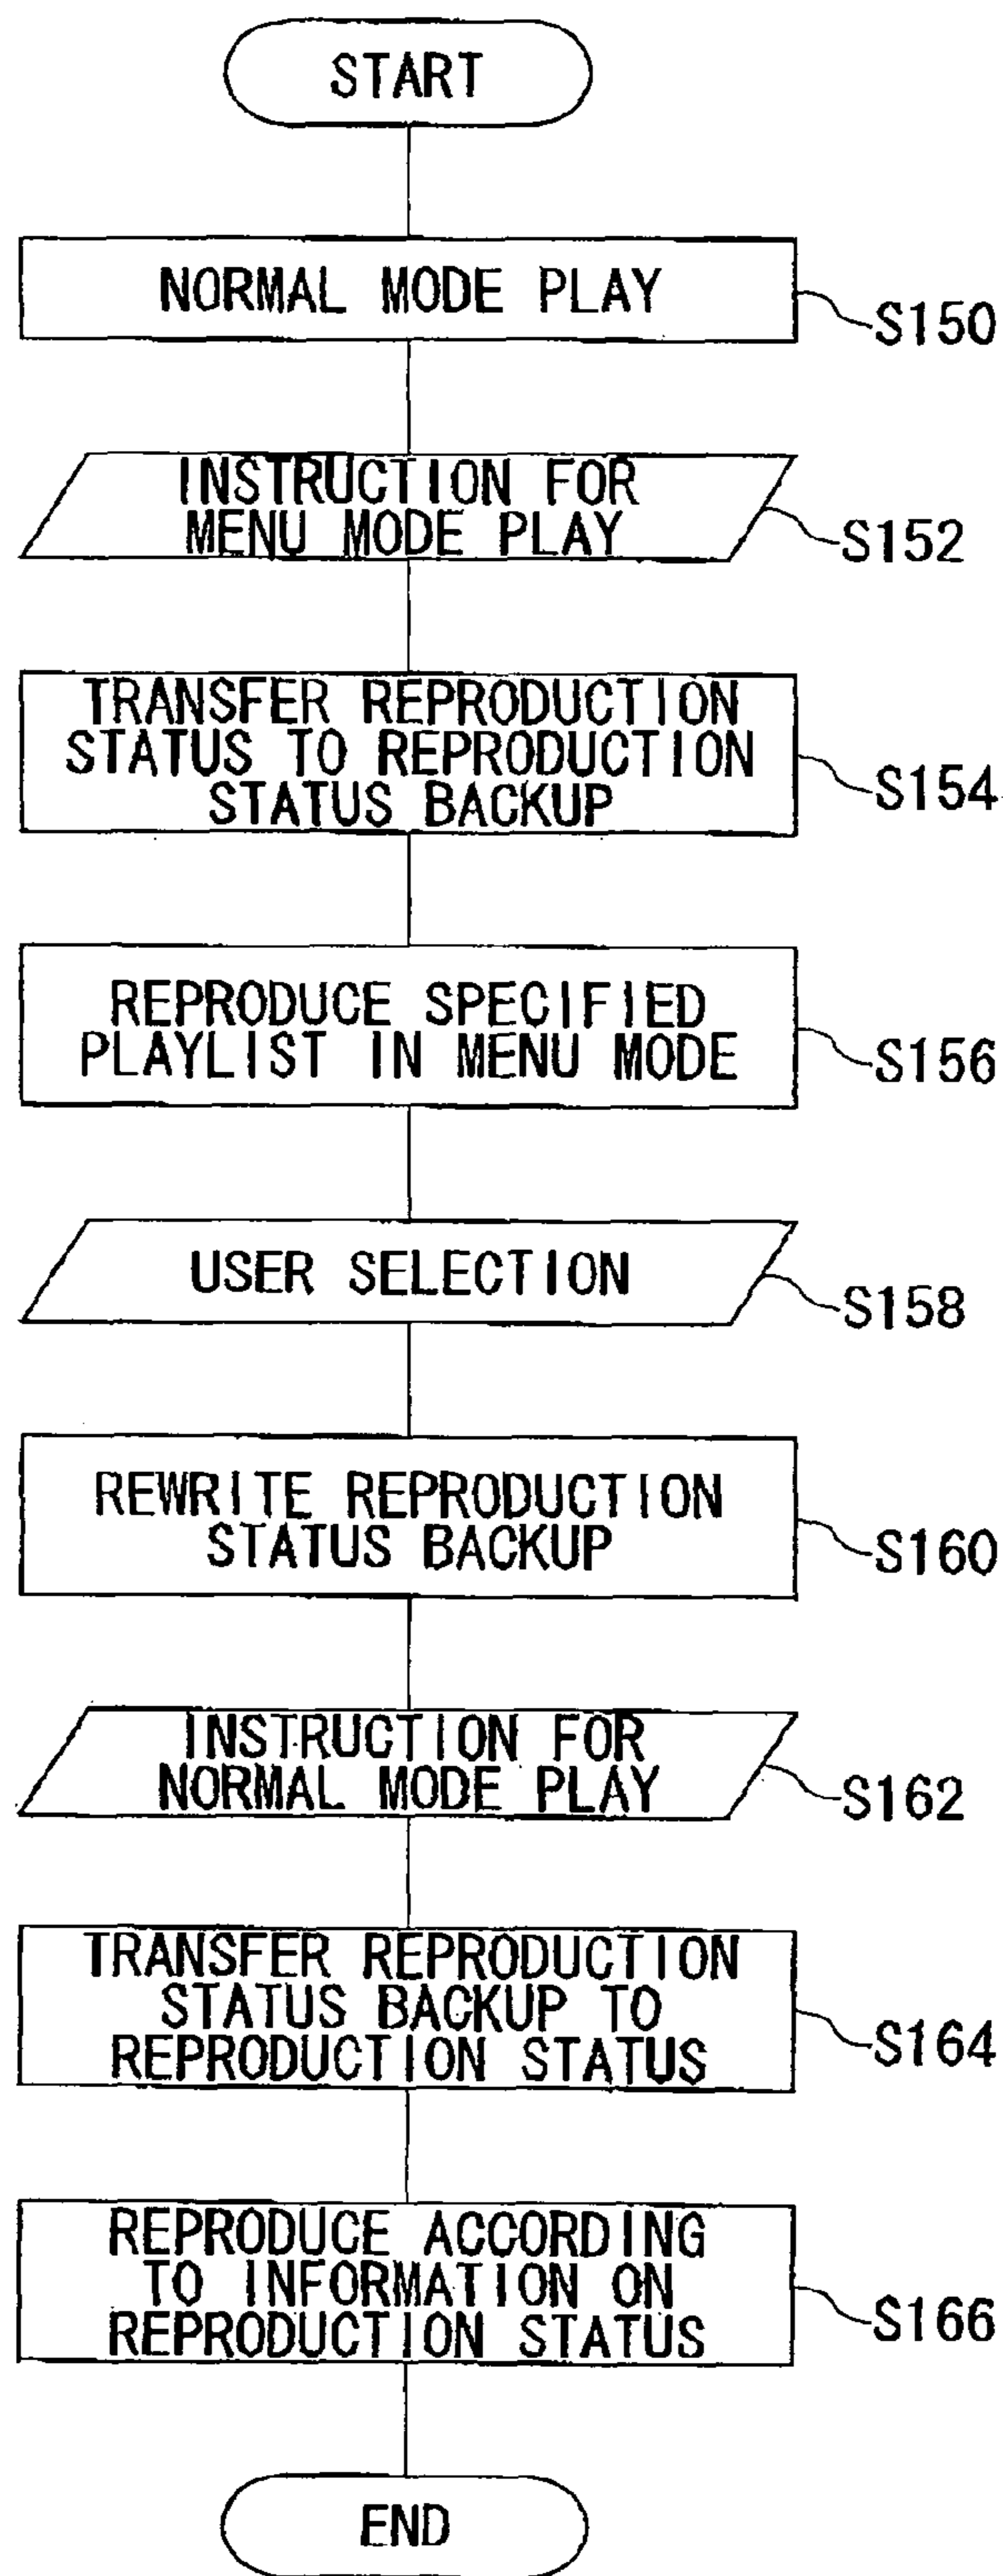 START
NORMAL MODE PLAY
S150
INSTRUCTION FOR
MENU MODE PLAY
S152
TRANSFER REPRODUCTION
STATUS TO REPRODUCTION
STATUS BACKUP
S154
REPRODUCE SPECIFIED
PLAYLIST IN MENU MODE
S156
USER SELECTION
S158
REWRITE REPRODUCTION
STATUS BACKUP
S160
INSTRUCTION FOR
NORMAL MODE PLAY
S162
TRANSFER REPRODUCTION
STATUS BACKUP TO
REPRODUCTION STATUS
S164
REPRODUCE ACCORDING
TO INFORMATION ON
REPRODUCTION STATUS
S166
END